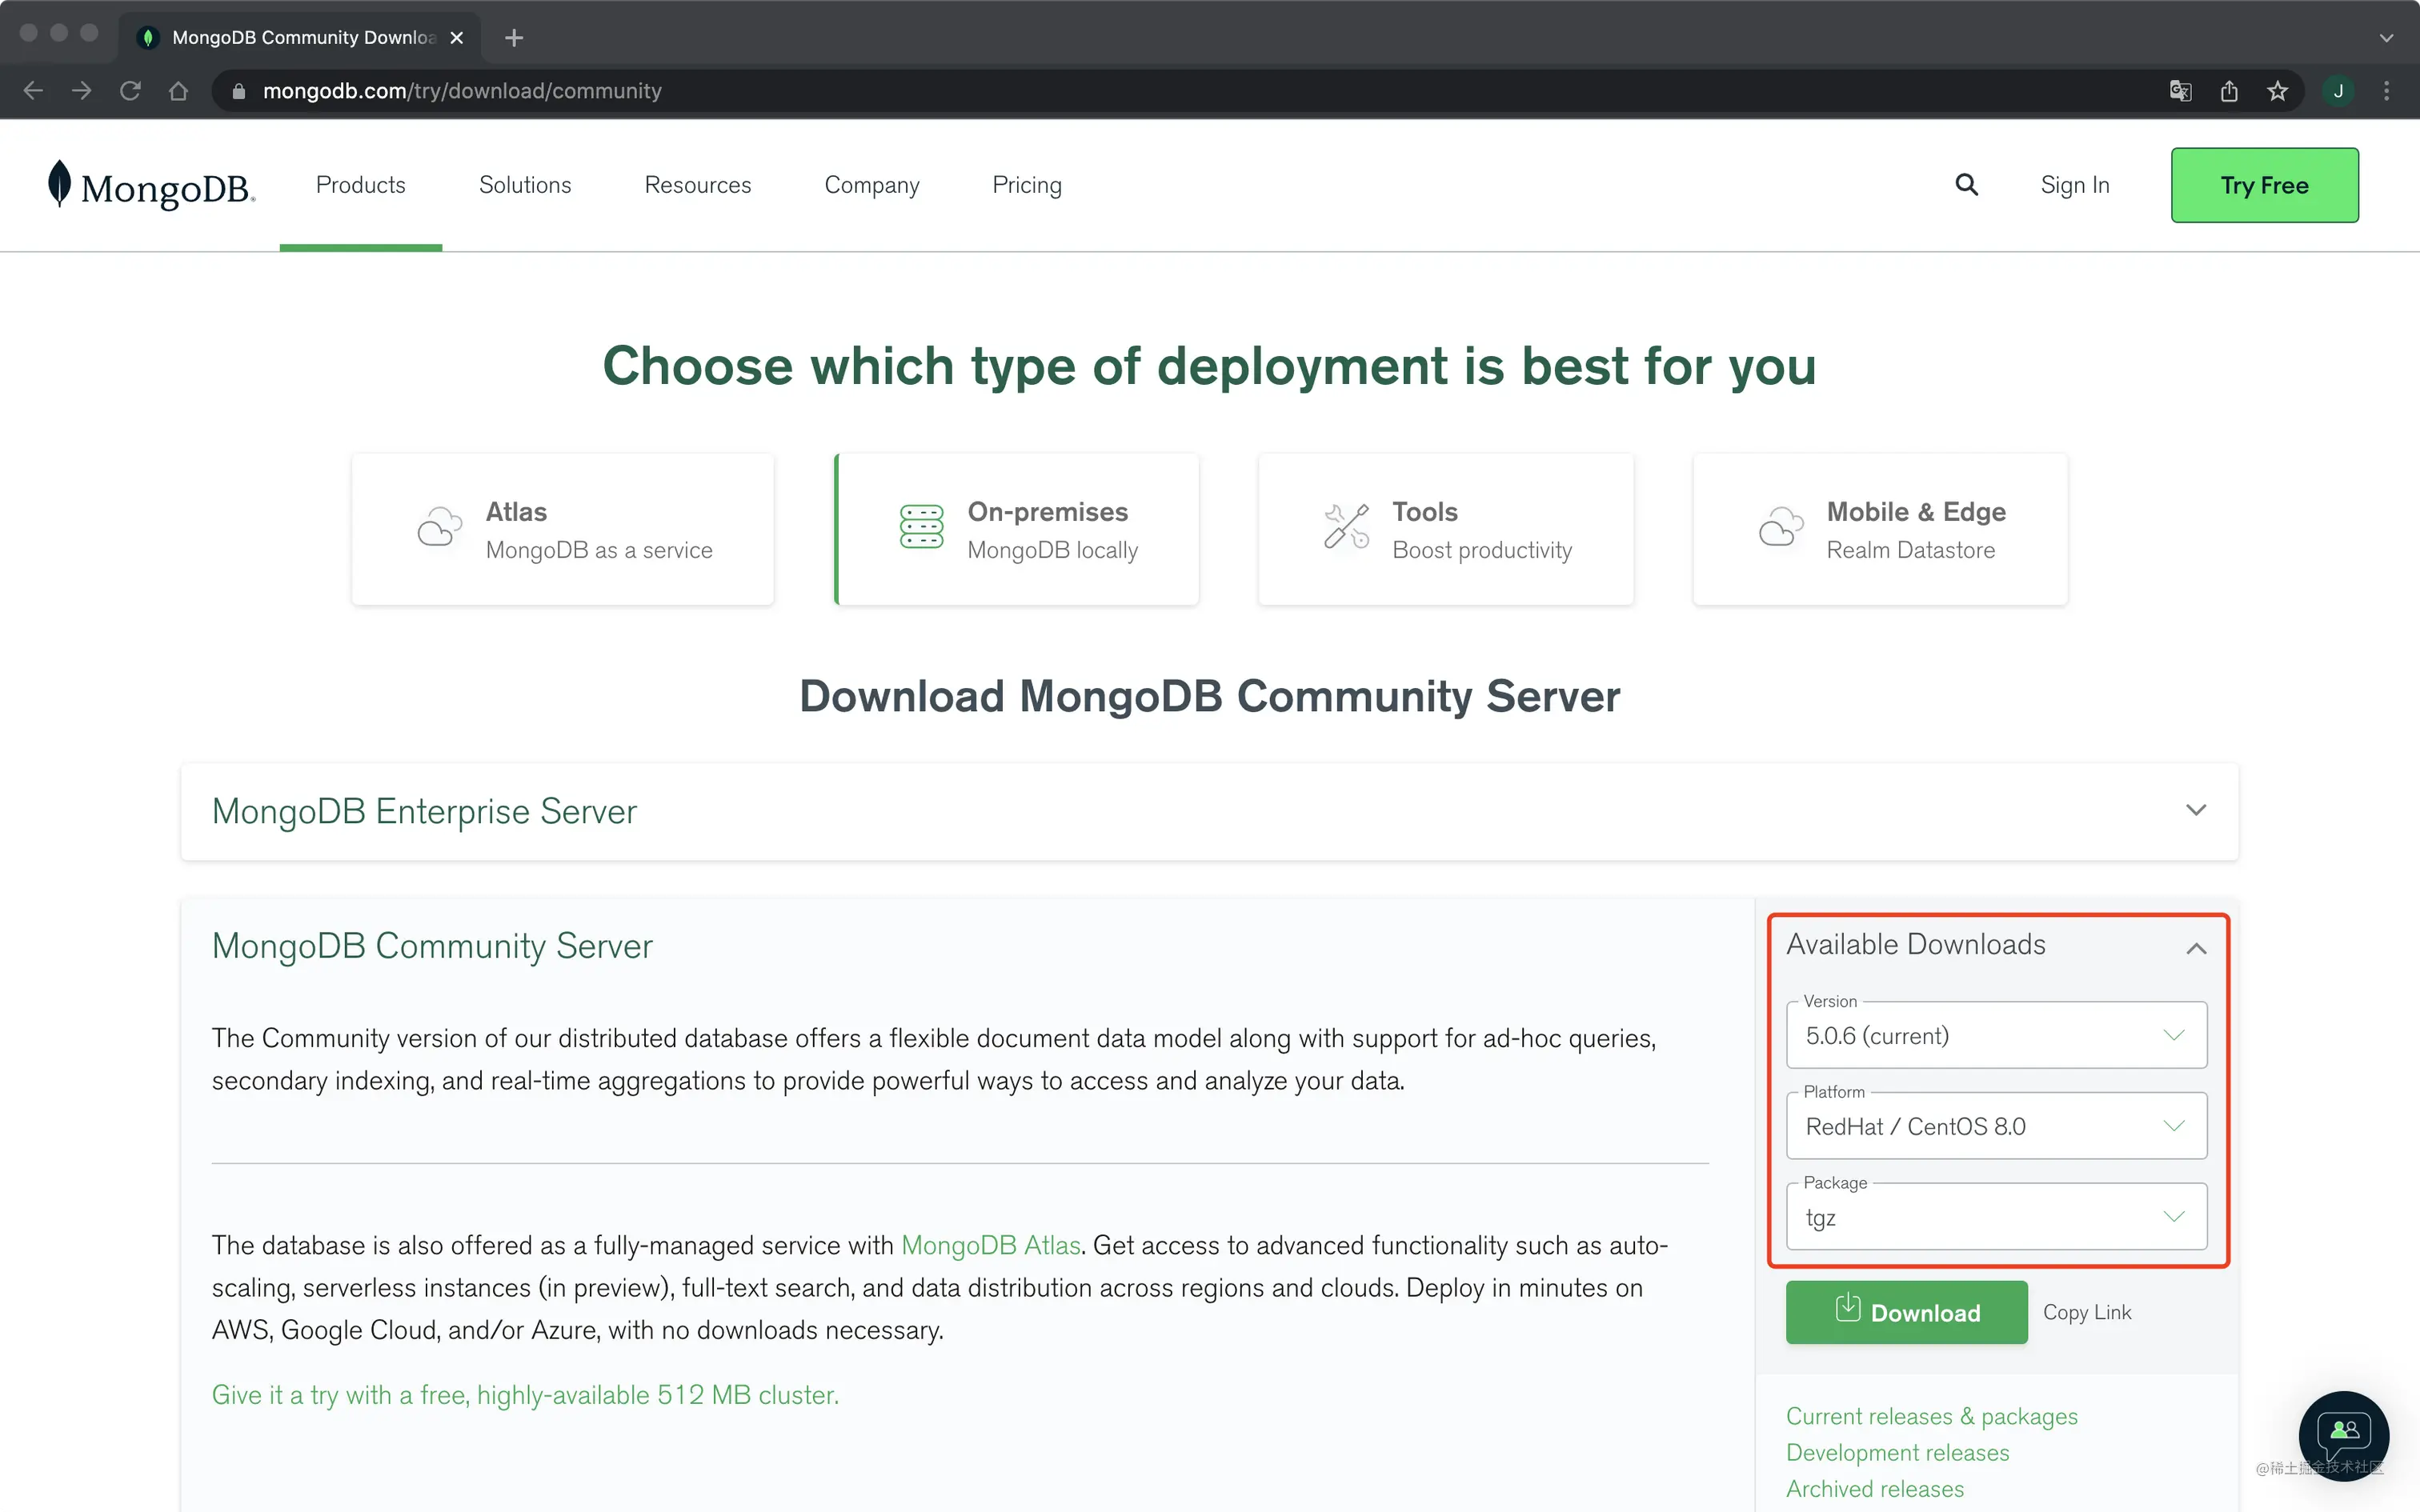 MongoDB Community Downloa
mongodb.com/try/download/community
J
MongoDB®
Products
Solutions
Resources
Company
Pricing
Sign In
Try Free
Choose which type of deployment is best for you
Atlas
MongoDB as a service
On-premises
MongoDB locally
Tools
Boost productivity
Mobile & Edge
Realm Datastore
Download MongoDB Community Server
MongoDB Enterprise Server
MongoDB Community Server
The Community version of our distributed database offers a flexible document data model along with support for ad-hoc queries,
secondary indexing, and real-time aggregations to provide powerful ways to access and analyze your data.
The database is also offered as a fully-managed service with MongoDB Atlas. Get access to advanced functionality such as auto-
scaling, serverless instances (in preview), full-text search, and data distribution across regions and clouds. Deploy in minutes on
AWS, Google Cloud, and/or Azure, with no downloads necessary.
Give it a try with a free, highly-available 512 MB cluster.
Available Downloads
Version
5.0.6 (current)
Platform
RedHat / CentOS 8.0
Package
tgz
Download
Copy Link
Current releases & packages
Development releases
Archived releases
@稀土掘金技术社区